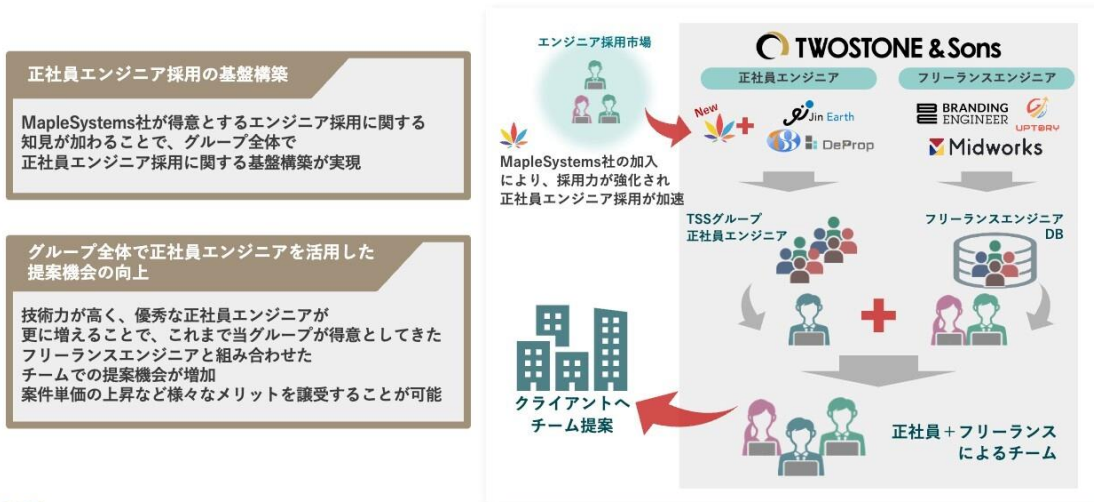 正社員エンジニア採用の基盤構築
MapleSystems社が得意とするエンジニア採用に関する
知見が加わることで、グループ全体で
正社員エンジニア採用に関する基盤構築が実現
グループ全体で正社員エンジニアを活用した
提案機会の向上
技術力が高く、優秀な正社員エンジニアが
更に増えることで、これまで当グループが得意としてきた
フリーランスエンジニアと組み合わせた
チームでの提案機会が増加
案件単価の上昇など様々なメリットを譲受することが可能
エンジニア採用市場
MapleSystems社の加入
により、採用力が強化され
正社員エンジニア採用が加速
TWOSTONE & Sons
正社員エンジニア
フリーランスエンジニア
New
Jin Earth
DeProp
BRANDING
ENGINEER
UPTORY
Midworks
TSSグループ
正社員エンジニア
フリーランスエンジニア
DB
クライアントへ
チーム提案
正社員＋フリーランス
によるチーム